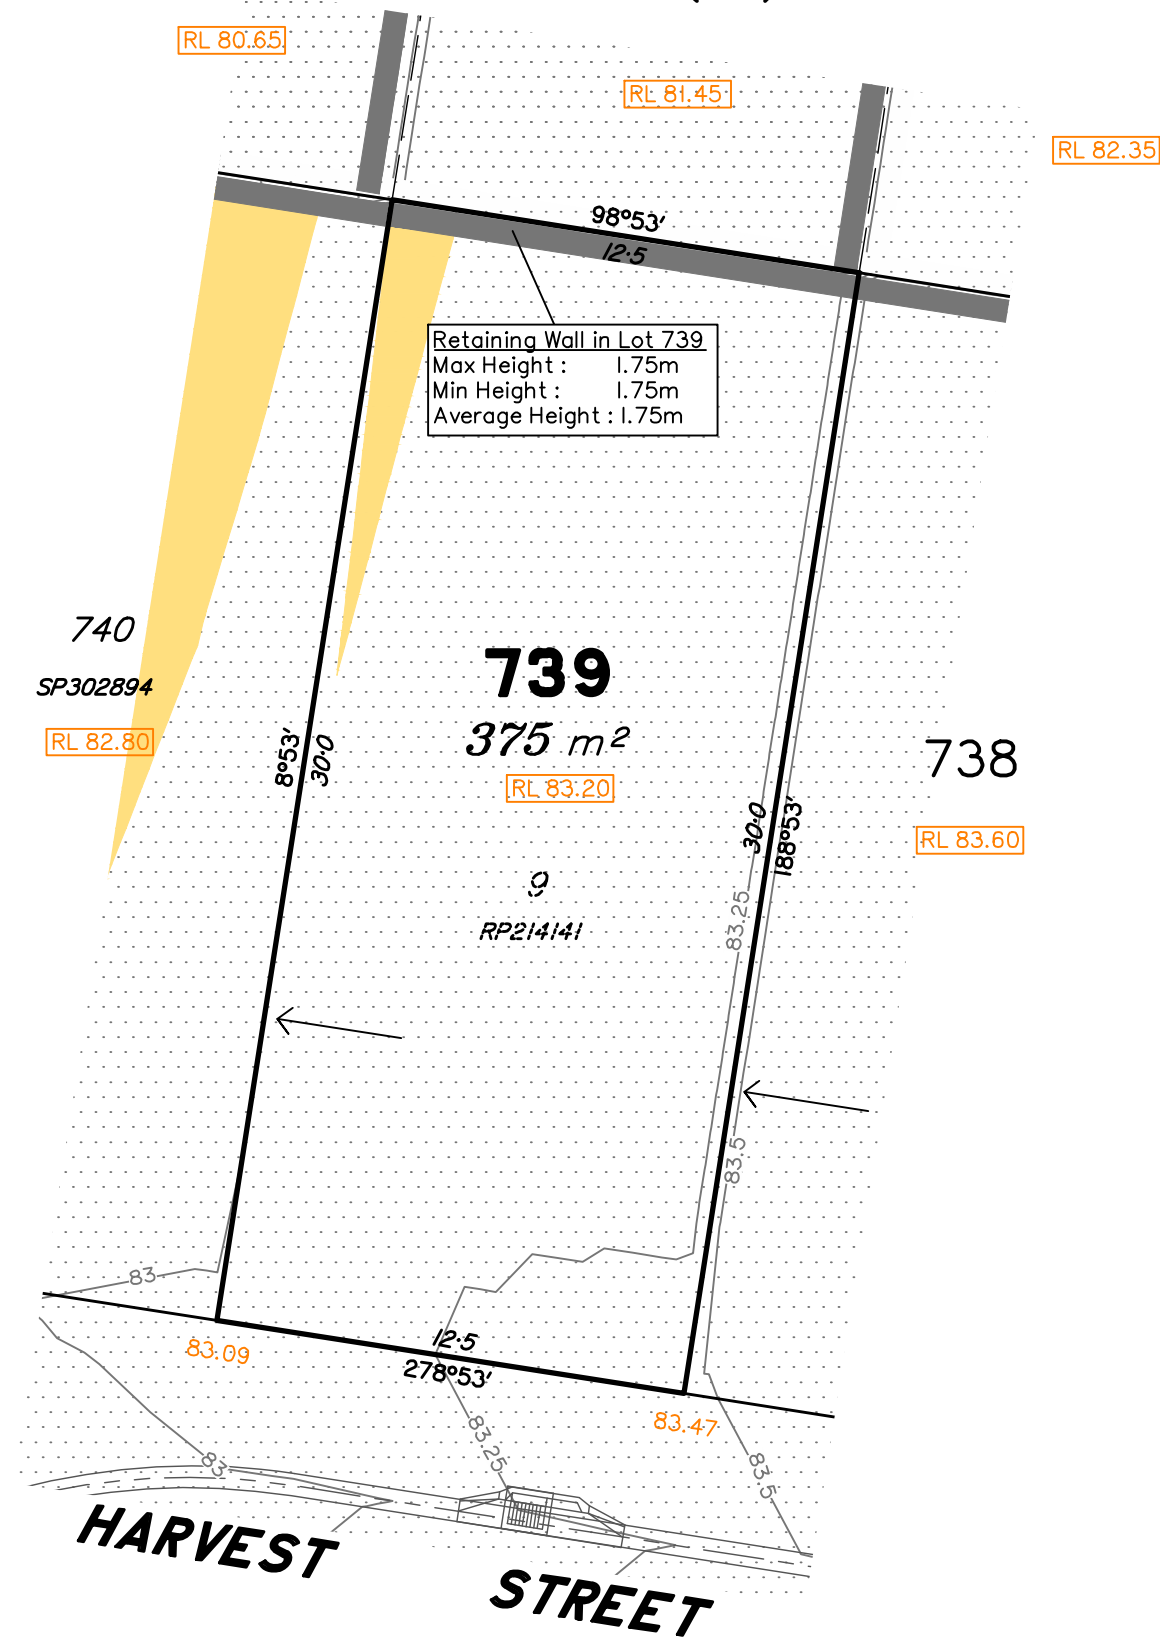 RL 80.65
RL 81.45
RL 82.35
98°53'
12·5
Retaining Wall in Lot 739
Max Height : 1.75m
Min Height : 1.75m
Average Height : 1.75m
740
SP302894
RL 82.80
739
375 m²
RL 83.20
8°53'
30·0
738
RL 83.60
30·0
188°53'
9
RP214141
83.25
83.5
83
83.09
12·5
278°53'
83.47
83
83.25
83.5
HARVEST STREET